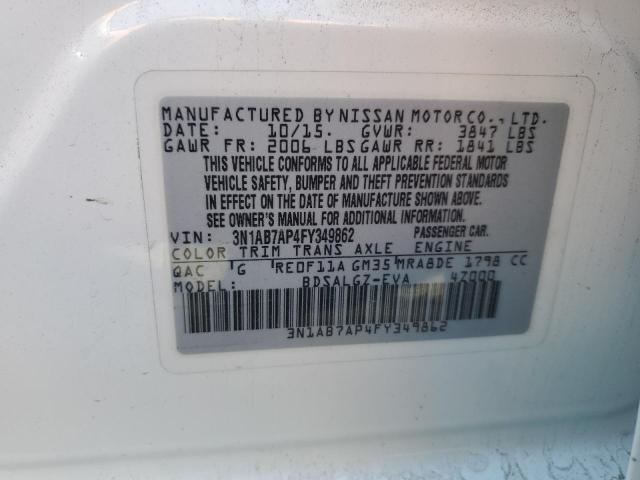 MANUFACTURED BY NISSAN MOTOR CO., LTD.
DATE: 10/15. GVWR: 3847 LBS
GAWR FR: 2006 LBS GAWR RR: 1841 LBS
THIS VEHICLE CONFORMS TO ALL APPLICABLE FEDERAL MOTOR
VEHICLE SAFETY, BUMPER AND THEFT PREVENTION STANDARDS
IN EFFECT ON THE DATE OF MANUFACTURE SHOWN ABOVE.
SEE OWNER'S MANUAL FOR ADDITIONAL INFORMATION.
VIN: 3N1AB7AP4FY349862 PASSENGER CAR.
COLOR TRIM TRANS AXLE ENGINE
QAC G RE0F11A GM35 MRA8DE 1798 CC
MODEL: BDSALGZ-EVA 47000
3N1AB7AP4FY349862